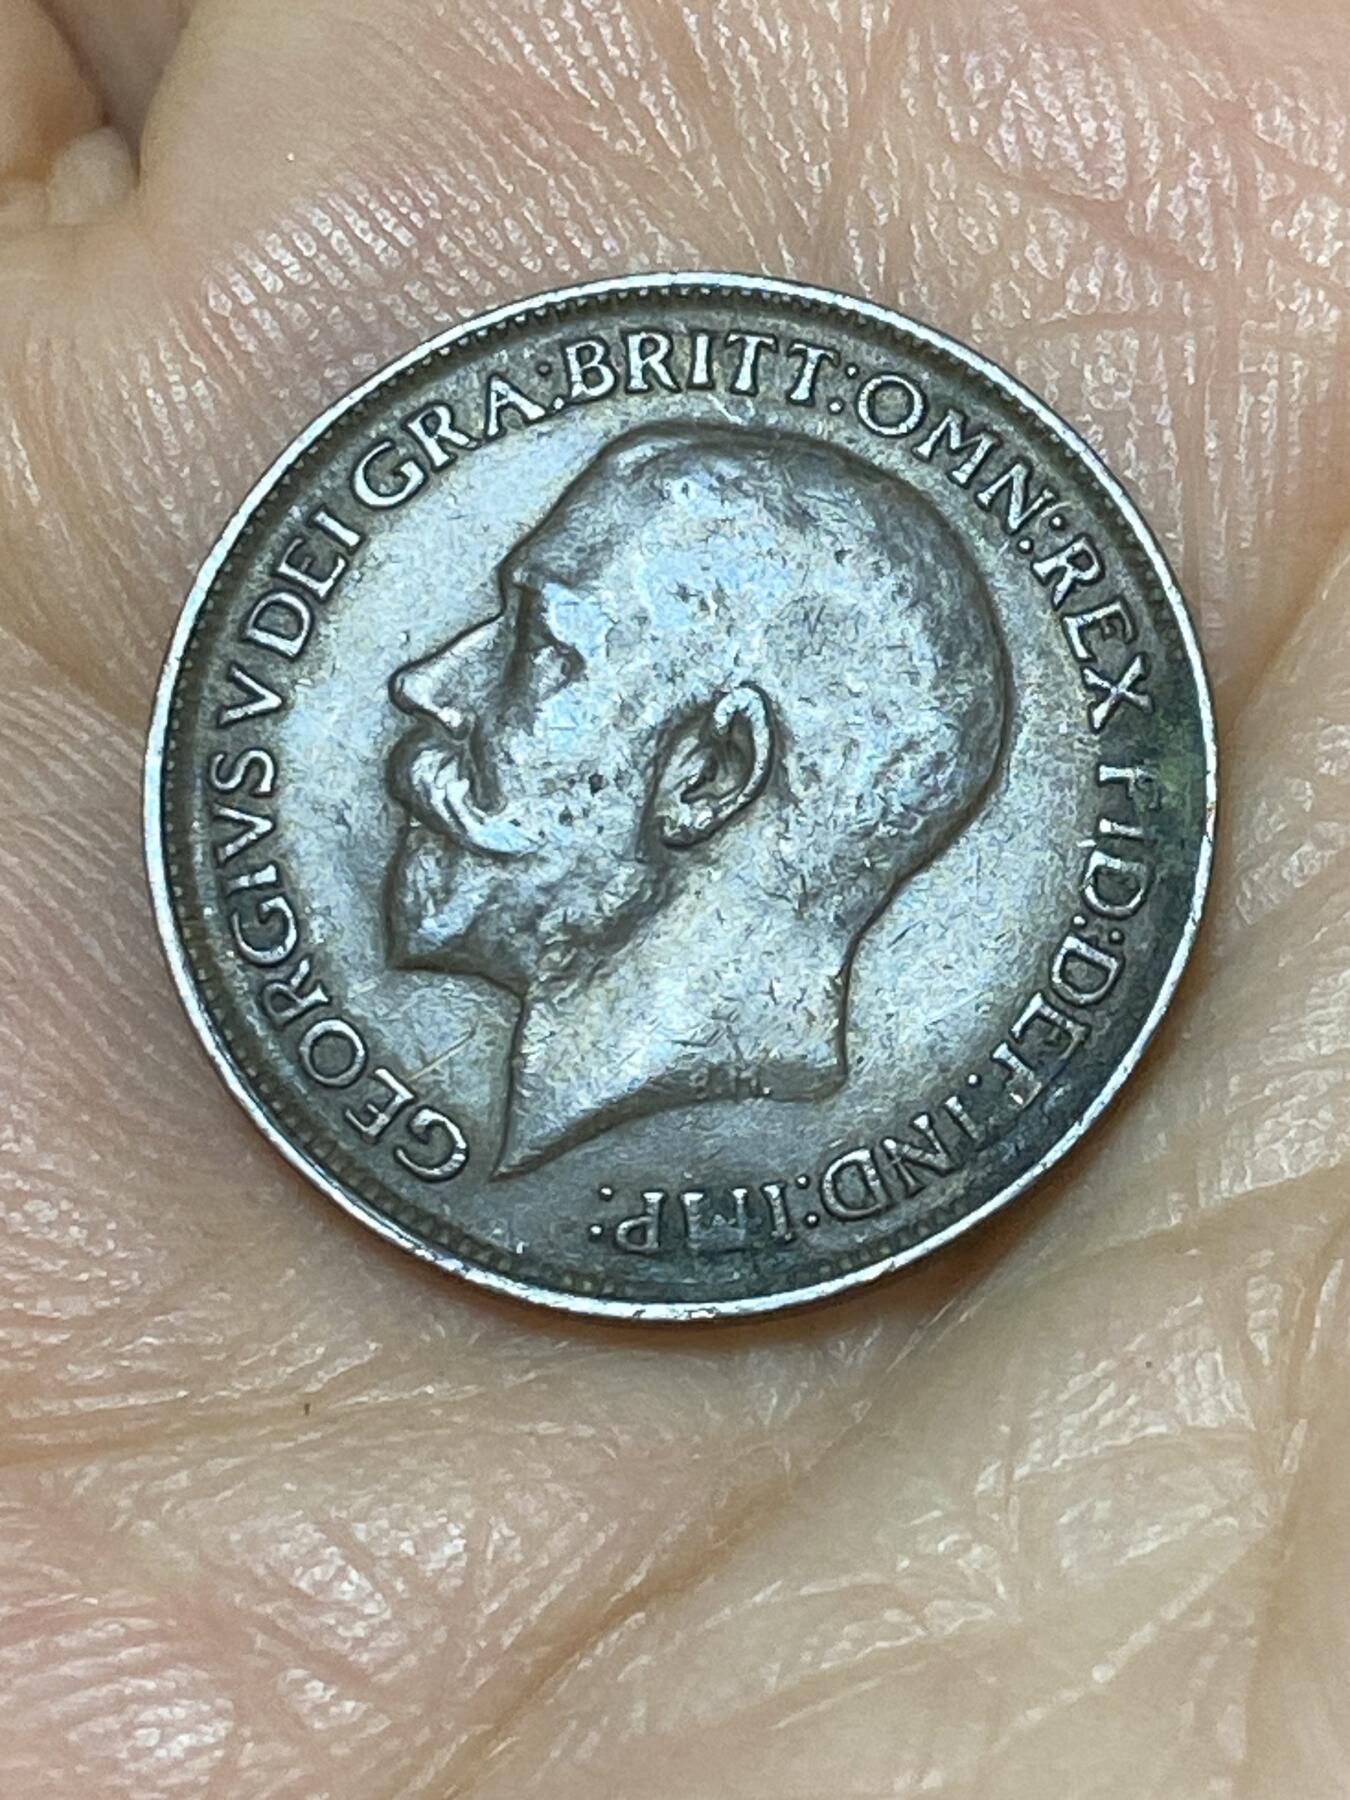 GEORGIVS V DEI GRA:BRITT:OMN:REX FID:DEF:IND:IMP:
B.M.